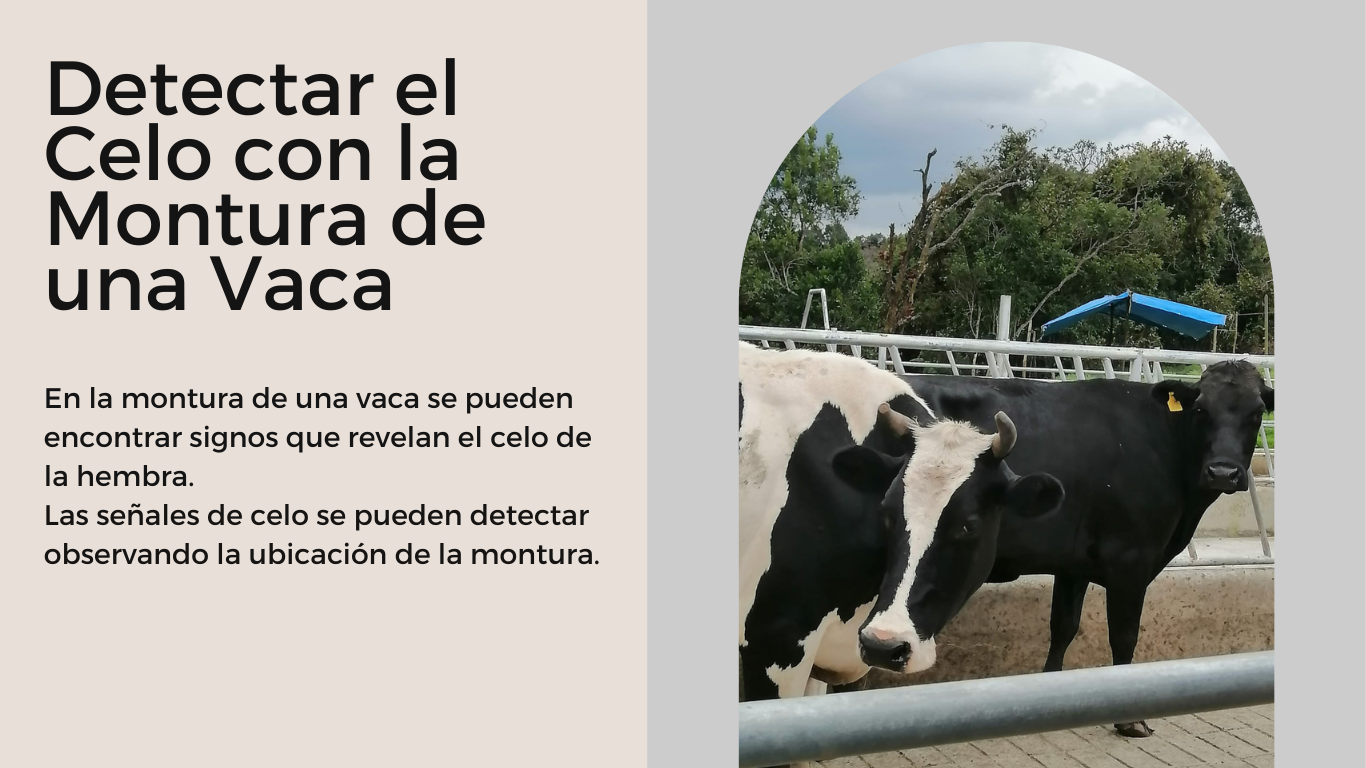 Detectar el
Celo con la
Montura de
una Vaca
En la montura de una vaca se pueden
encontrar signos que revelan el celo de
la hembra.
Las señales de celo se pueden detectar
observando la ubicación de la montura.